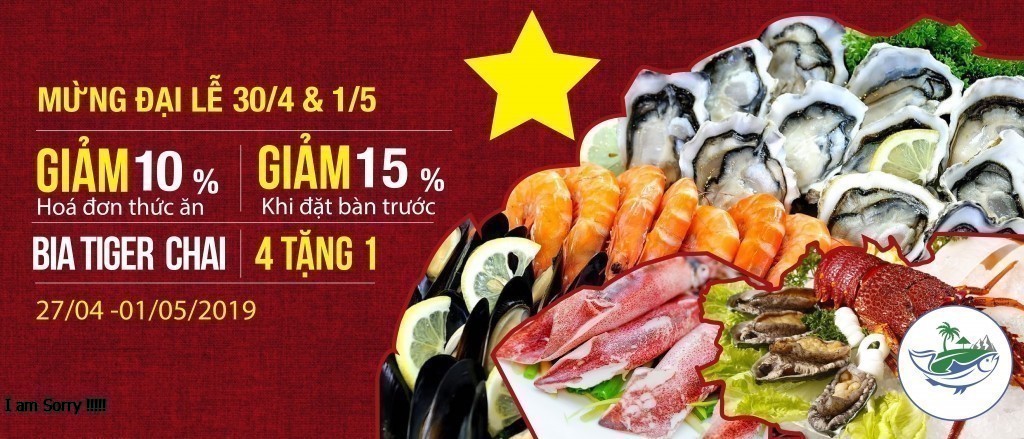 MỪNG ĐẠI LỄ 30/4 & 1/5
GIẢM 10 %
Hoá đơn thức ăn
GIẢM 15 %
Khi đặt bàn trước
BIA TIGER CHAI
4 TẶNG 1
27/04 -01/05/2019
I am Sorry !!!!!